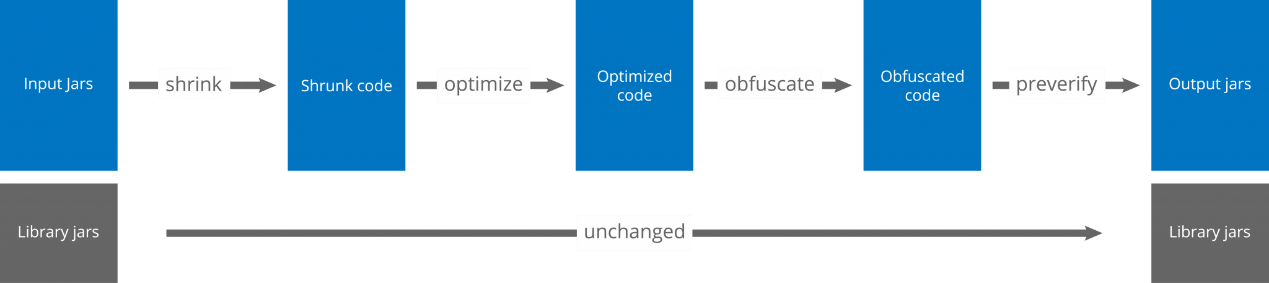 Input Jars
shrink
Shrunk code
optimize
Optimized
code
obfuscate
Obfuscated
code
preverify
Output jars
Library jars
unchanged
Library jars